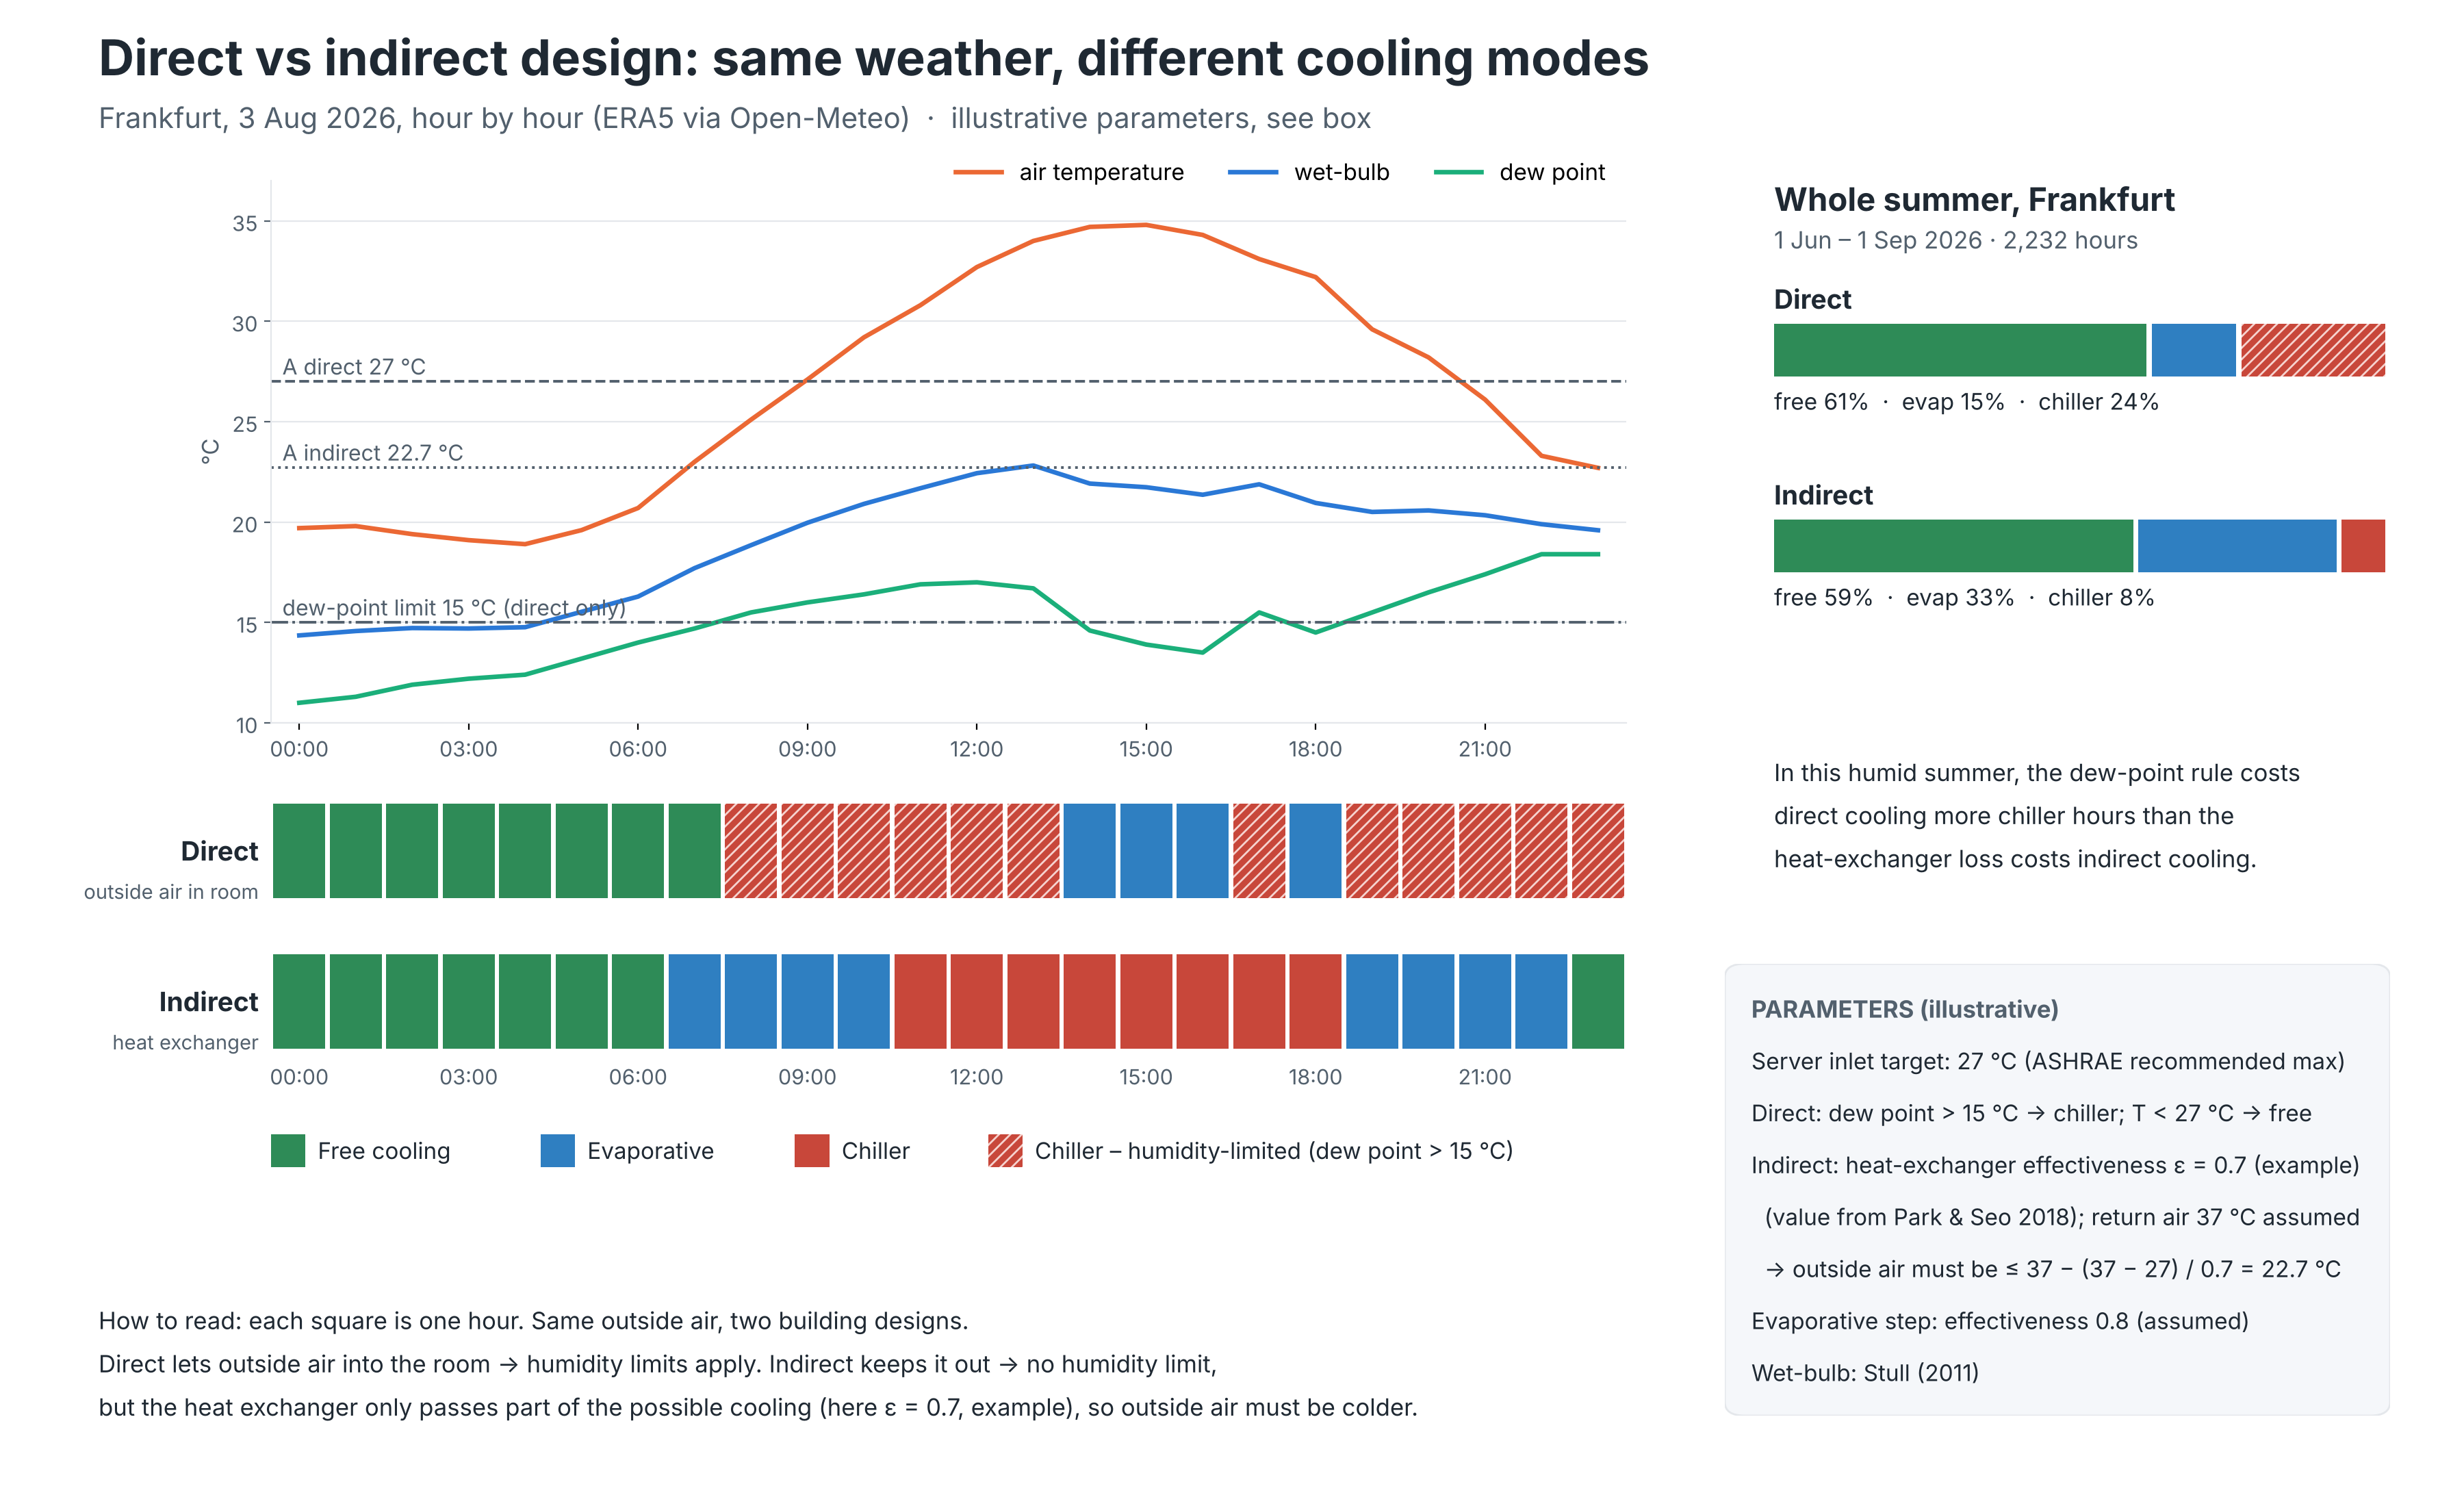 Direct vs indirect design: same weather, different cooling modes
Frankfurt, 3 Aug 2026, hour by hour (ERA5 via Open-Meteo) · illustrative parameters, see box
air temperature wet-bulb dew point
°C
35
30
25
20
15
10
A direct 27 °C
A indirect 22.7 °C
dew-point limit 15 °C (direct only)
00:00 03:00 06:00 09:00 12:00 15:00 18:00 21:00
Direct
outside air in room
Indirect
heat exchanger
00:00 03:00 06:00 09:00 12:00 15:00 18:00 21:00
Free cooling Evaporative Chiller Chiller – humidity-limited (dew point > 15 °C)
How to read: each square is one hour. Same outside air, two building designs.
Direct lets outside air into the room → humidity limits apply. Indirect keeps it out → no humidity limit,
but the heat exchanger only passes part of the possible cooling (here ε = 0.7, example), so outside air must be colder.
Whole summer, Frankfurt
1 Jun – 1 Sep 2026 · 2,232 hours
Direct
free 61% · evap 15% · chiller 24%
Indirect
free 59% · evap 33% · chiller 8%
In this humid summer, the dew-point rule costs
direct cooling more chiller hours than the
heat-exchanger loss costs indirect cooling.
PARAMETERS (illustrative)
Server inlet target: 27 °C (ASHRAE recommended max)
Direct: dew point > 15 °C → chiller; T < 27 °C → free
Indirect: heat-exchanger effectiveness ε = 0.7 (example)
(value from Park & Seo 2018); return air 37 °C assumed
→ outside air must be ≤ 37 − (37 − 27) / 0.7 = 22.7 °C
Evaporative step: effectiveness 0.8 (assumed)
Wet-bulb: Stull (2011)